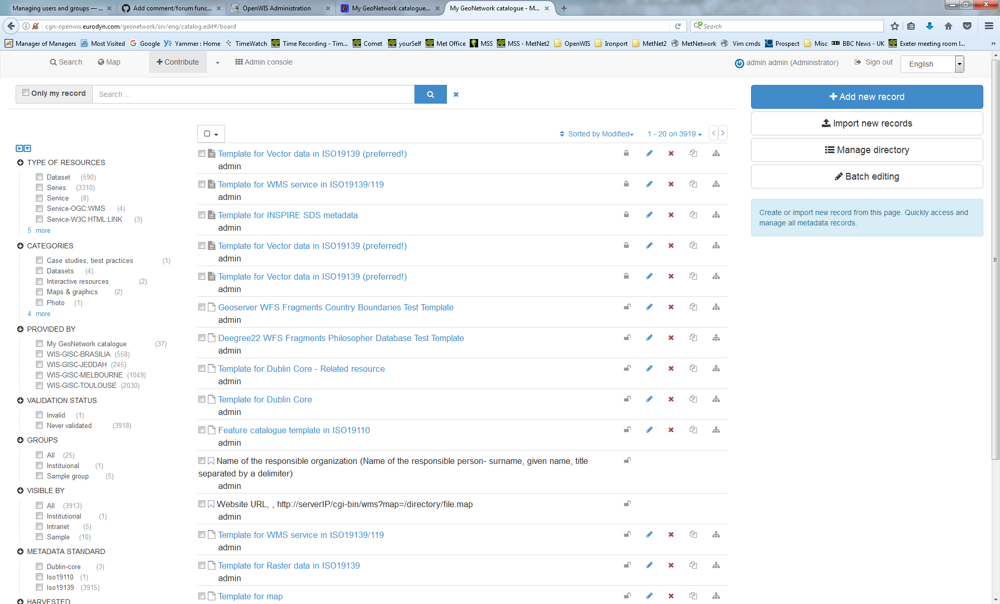 Managing users and groups — ...
Add comment/forum func...
OpenWIS Administration
My GeoNetwork catalogue...
My GeoNetwork catalogue - M...
cgn-openwis.eurodyn.com/geonetwork/srv/eng/catalog.edit#/board
Search
Manager of Managers
Most Visited
Google
Yammer : Home
TimeWatch
Time Recording - Tim...
Comet
yourSelf
Met Office
MSS
MSS - MetNet2
OpenWIS
Ironport
MetNet2
MetNetwork
Vim cmds
Prospect
Misc
BBC News - UK
Exeter meeting room l...
Search
Map
Contribute
Admin console
admin admin (Administrator)
Sign out
English
Only my record
Search ...
Add new record
Import new records
Manage directory
Batch editing
Create or import new record from this page. Quickly access and
manage all metadata records.
Sorted by Modified
1 - 20 on 3919
TYPE OF RESOURCES
Dataset (590)
Series (3310)
Service (8)
Service-OGC:WMS (4)
Service-W3C:HTML:LINK (3)
5 more
CATEGORIES
Case studies, best practices (1)
Datasets (4)
Interactive resources (2)
Maps & graphics (2)
Photo (1)
4 more
PROVIDED BY
My GeoNetwork catalogue (37)
WIS-GISC-BRASILIA (558)
WIS-GISC-JEDDAH (245)
WIS-GISC-MELBOURNE (1049)
WIS-GISC-TOULOUSE (2030)
VALIDATION STATUS
Invalid (1)
Never validated (3918)
GROUPS
All (25)
Instituional (1)
Sample group (5)
VISIBLE BY
All (3913)
Institutional (1)
Intranet (5)
Sample (10)
METADATA STANDARD
Dublin-core (3)
Iso19110 (1)
Iso19139 (3915)
HARVESTED
Template for Vector data in ISO19139 (preferred!)
admin
Template for WMS service in ISO19139/119
admin
Template for INSPIRE SDS metadata
admin
Template for Vector data in ISO19139 (preferred!)
admin
Template for Vector data in ISO19139 (preferred!)
admin
Geoserver WFS Fragments Country Boundaries Test Template
admin
Deegree22 WFS Fragments Philosopher Database Test Template
admin
Template for Dublin Core - Related resource
admin
Template for Dublin Core
admin
Feature catalogue template in ISO19110
admin
Name of the responsible organization (Name of the responsible person- surname, given name, title
separated by a delimiter)
admin
Website URL, , http://serverIP/cgi-bin/wms?map=/directory/file.map
admin
Template for WMS service in ISO19139/119
admin
Template for Raster data in ISO19139
admin
Template for map